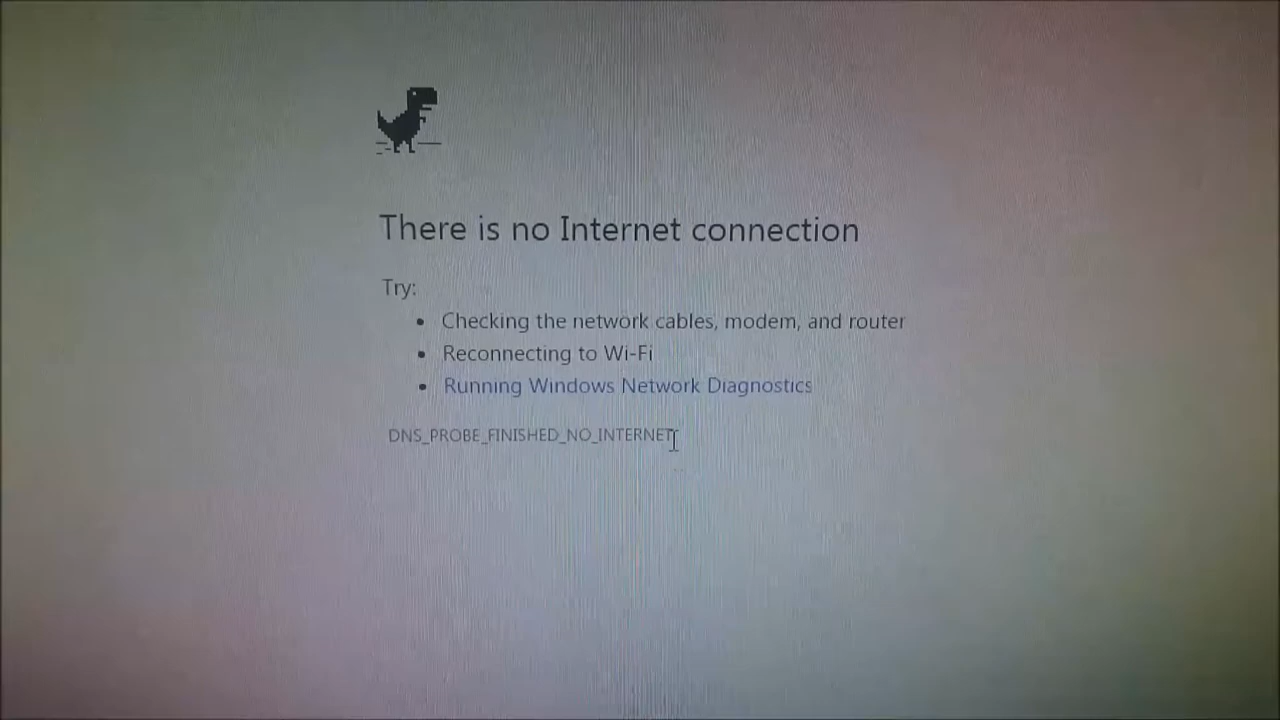 There is no Internet connection
Try:
Checking the network cables, modem, and router
Reconnecting to Wi-Fi
Running Windows Network Diagnostics
DNS_PROBE_FINISHED_NO_INTERNET